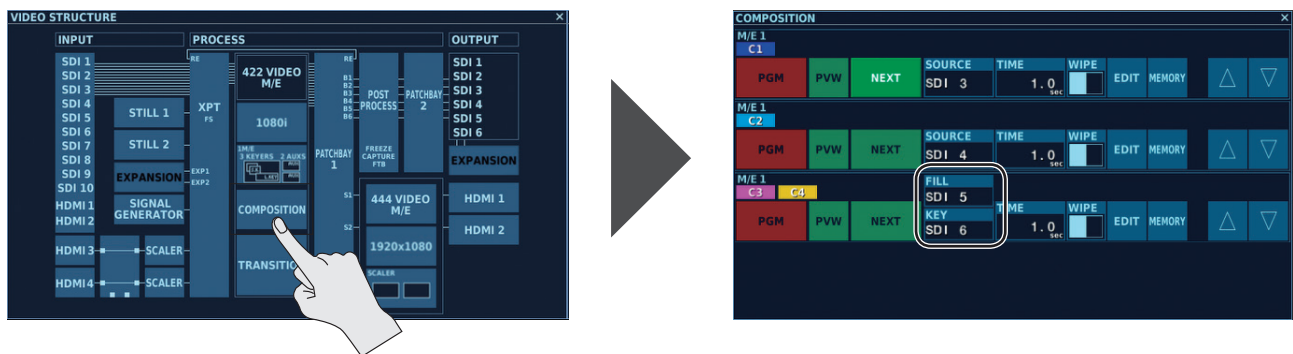 VIDEO STRUCTURE ×
INPUT PROCESS OUTPUT
SDI 1
SDI 2
SDI 3
SDI 4
SDI 5
SDI 6
SDI 7
SDI 8
SDI 9
SDI 10
HDMI 1
HDMI 2
HDMI 3
HDMI 4
STILL 1
STILL 2
EXPANSION
SIGNAL
GENERATOR
SCALER
SCALER
RE
XPT
FS
EXP1
EXP2
422 VIDEO
M/E
1080i
1M/E
3 KEYERS 2 AUXS
L.KEY
AUX
AUX
COMPOSITION
TRANSITIO
RE
B1
B2
B3
B4
B5
B6
PATCHBAY
1
S1
S2
POST
PROCESS
FREEZE
CAPTURE
FTB
PATCHBAY
2
444 VIDEO
M/E
1920x1080
SCALER
SDI 1
SDI 2
SDI 3
SDI 4
SDI 5
SDI 6
EXPANSION
HDMI 1
HDMI 2
COMPOSITION ×
M/E 1
C1
PGM PVW NEXT
SOURCE
SDI 3
TIME
1.0
sec
WIPE
EDIT MEMORY
M/E 1
C2
PGM PVW NEXT
SOURCE
SDI 4
TIME
1.0
sec
WIPE
EDIT MEMORY
M/E 1
C3 C4
PGM PVW NEXT
FILL
SDI 5
KEY
SDI 6
TIME
1.0
sec
WIPE
EDIT MEMORY